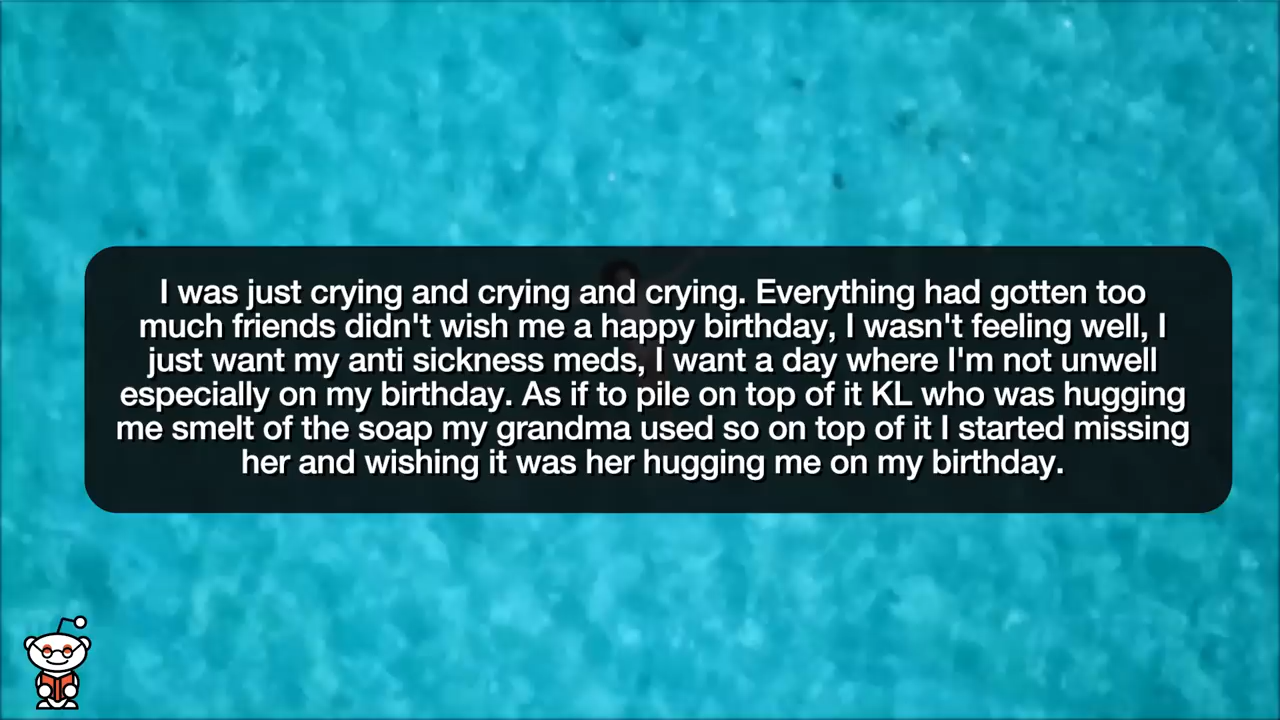 I was just crying and crying and crying. Everything had gotten too
much friends didn't wish me a happy birthday, I wasn't feeling well, I
just want my anti sickness meds, I want a day where I'm not unwell
especially on my birthday. As if to pile on top of it KL who was hugging
me smelt of the soap my grandma used so on top of it I started missing
her and wishing it was her hugging me on my birthday.